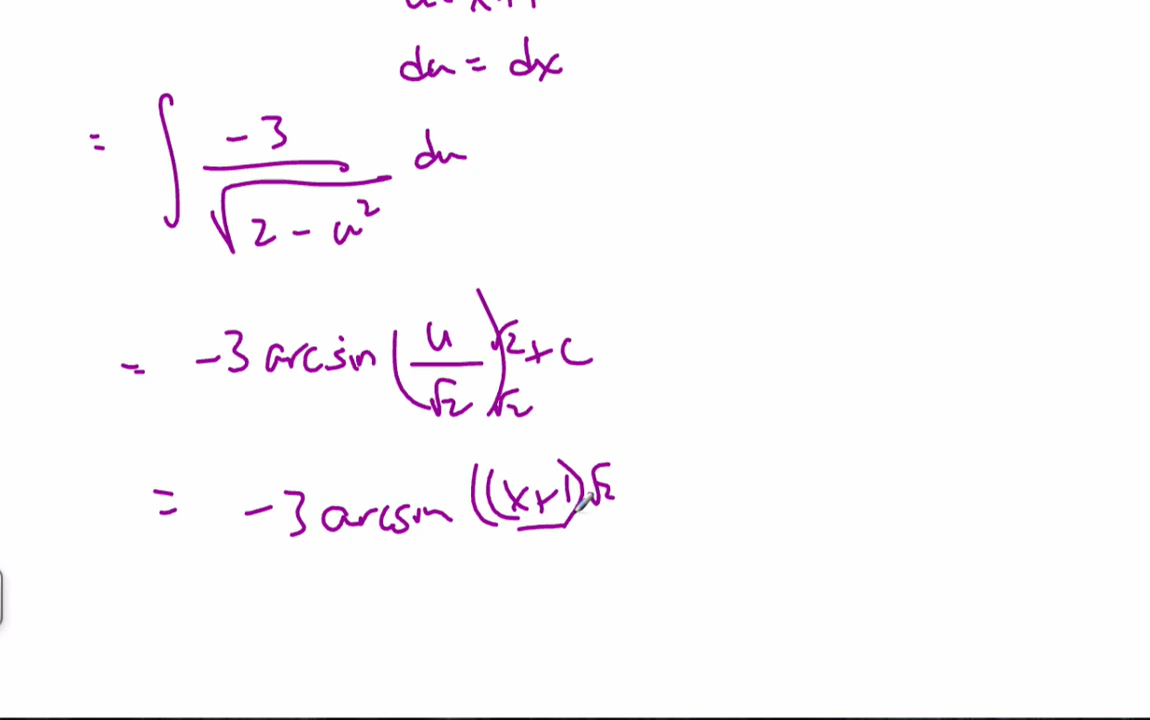 du = dx
= ∫ -3 / √(2 - u²) du
= -3 arcsin (u/√2) √2/√2 + C
= -3 arcsin ((x+1)√2